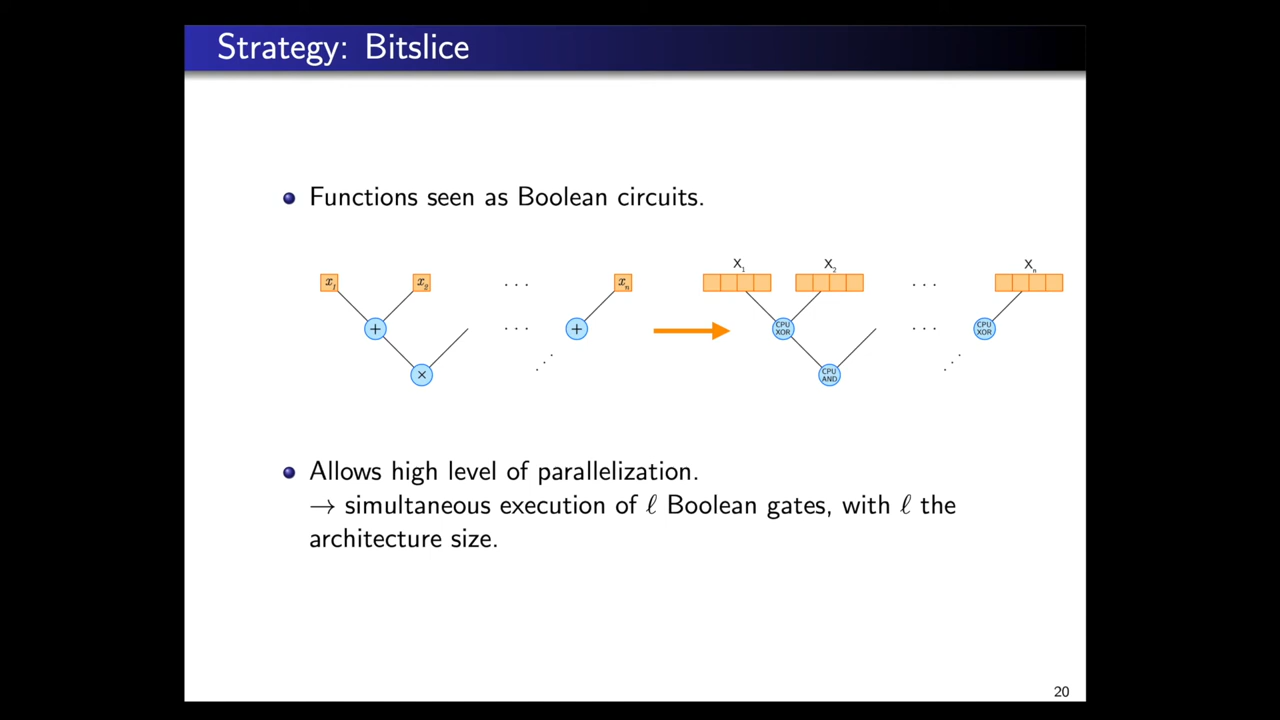 Strategy: Bitslice
Functions seen as Boolean circuits.
x₁ x₂ · · · xₙ
+ · · · +
×
X₁ X₂ Xₙ
· · ·
CPU XOR · · · CPU XOR
CPU AND
Allows high level of parallelization.
→ simultaneous execution of ℓ Boolean gates, with ℓ the
architecture size.
20